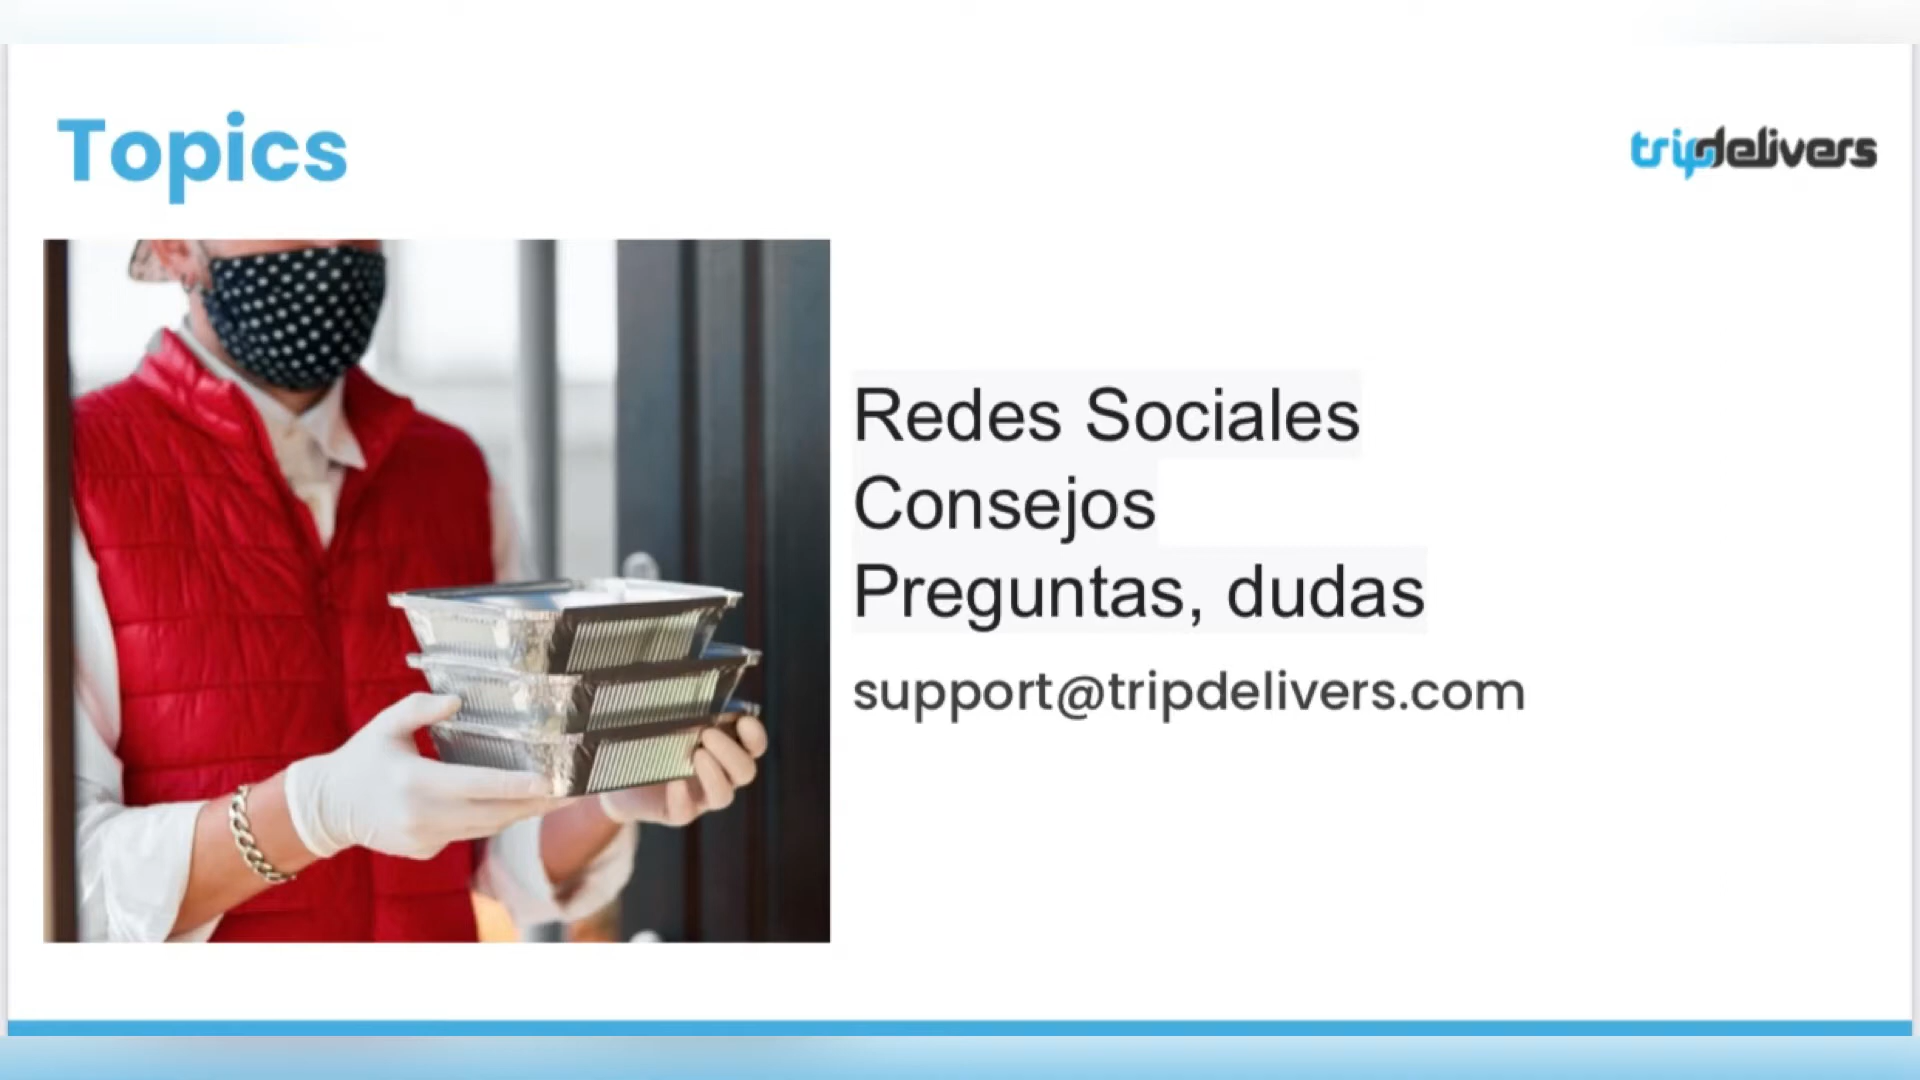 Topics
tripdelivers
Redes Sociales
Consejos
Preguntas, dudas
support@tripdelivers.com